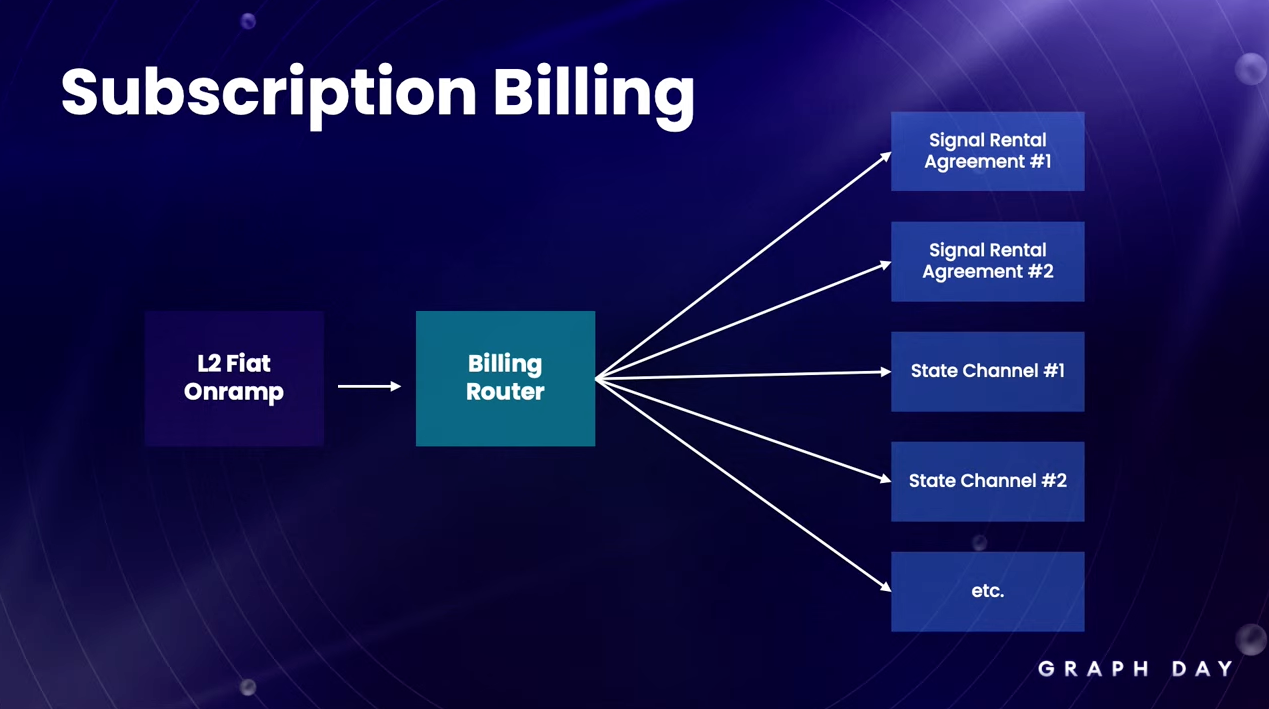 Subscription Billing
L2 Fiat
Onramp
Billing
Router
Signal Rental
Agreement #1
Signal Rental
Agreement #2
State Channel #1
State Channel #2
etc.
GRAPH DAY